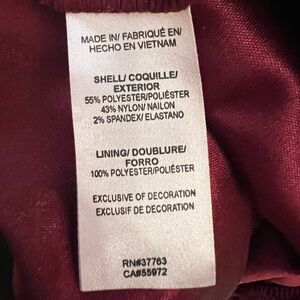 MADE IN/ FABRIQUÉ EN/
HECHO EN VIETNAM
SHELL/ COQUILLE/
EXTERIOR
55% POLYESTER/POLIÉSTER
43% NYLON/ NAILON
2% SPANDEX/ ELASTANO
LINING/ DOUBLURE/
FORRO
100% POLYESTER/POLIÉSTER
EXCLUSIVE OF DECORATION
EXCLUSIF DE DECORATION
RN#37763
CA#55972